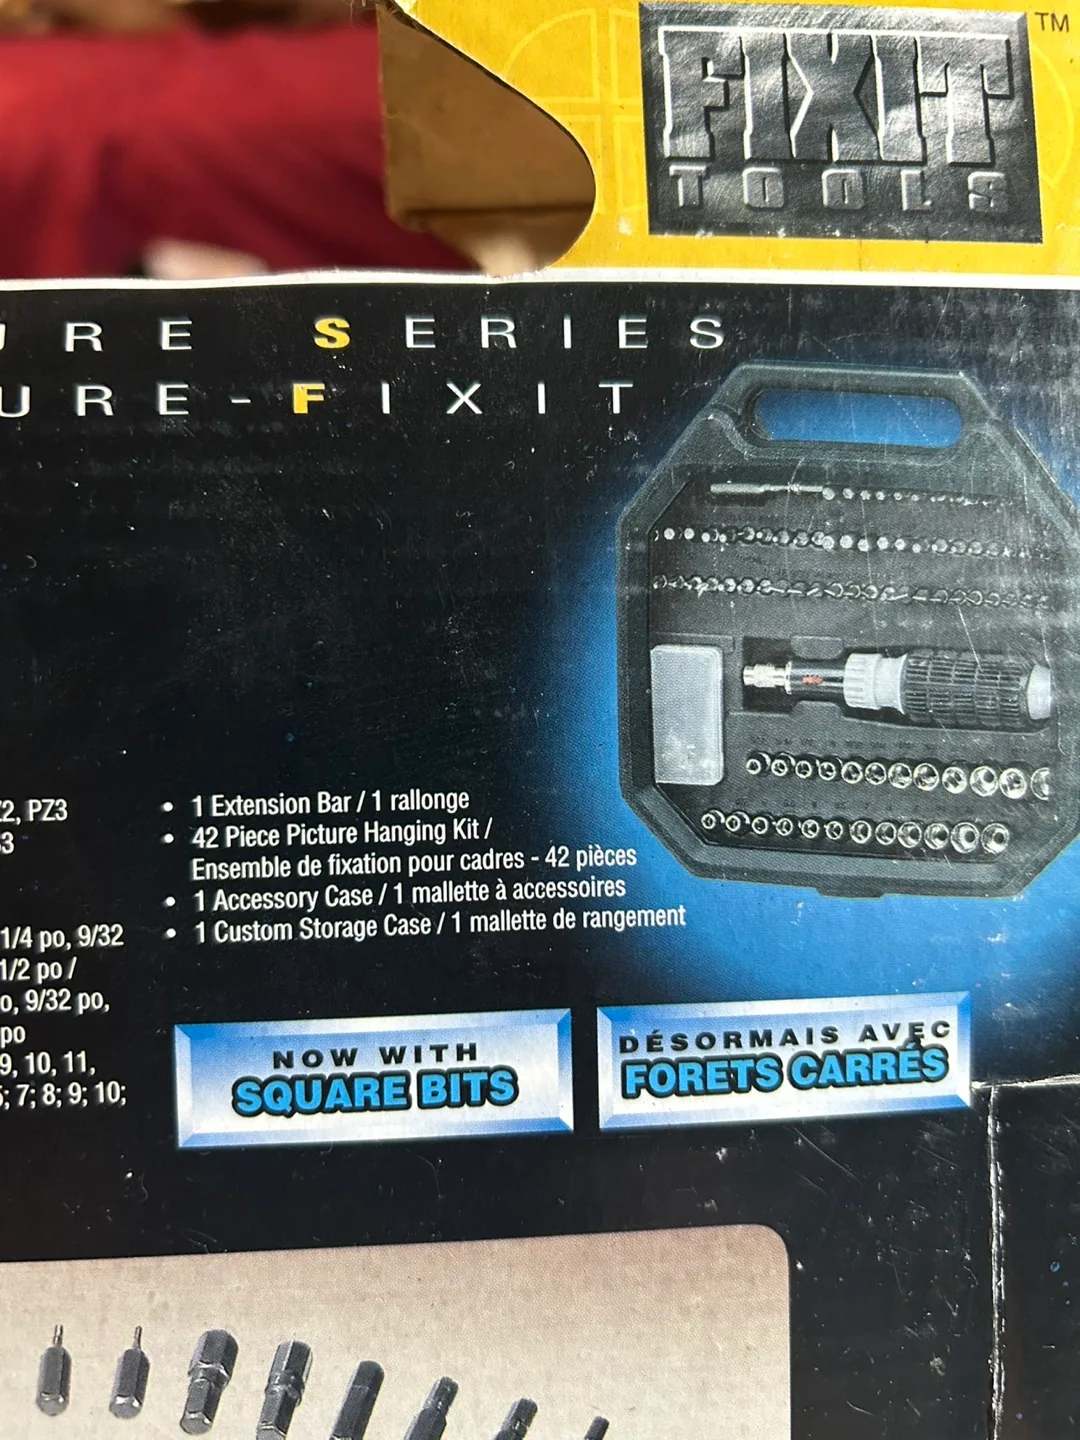 FIXIT
TOOLS
TM
URE SERIES
URE-FIXIT
Z2, PZ3
• 1 Extension Bar / 1 rallonge
• 42 Piece Picture Hanging Kit /
Ensemble de fixation pour cadres - 42 pièces
• 1 Accessory Case / 1 mallette à accessoires
• 1 Custom Storage Case / 1 mallette de rangement
1/4 po, 9/32
1/2 po /
o, 9/32 po,
po
9, 10, 11,
; 7; 8; 9; 10;
NOW WITH
SQUARE BITS
DÉSORMAIS AVEC
FORETS CARRÉS